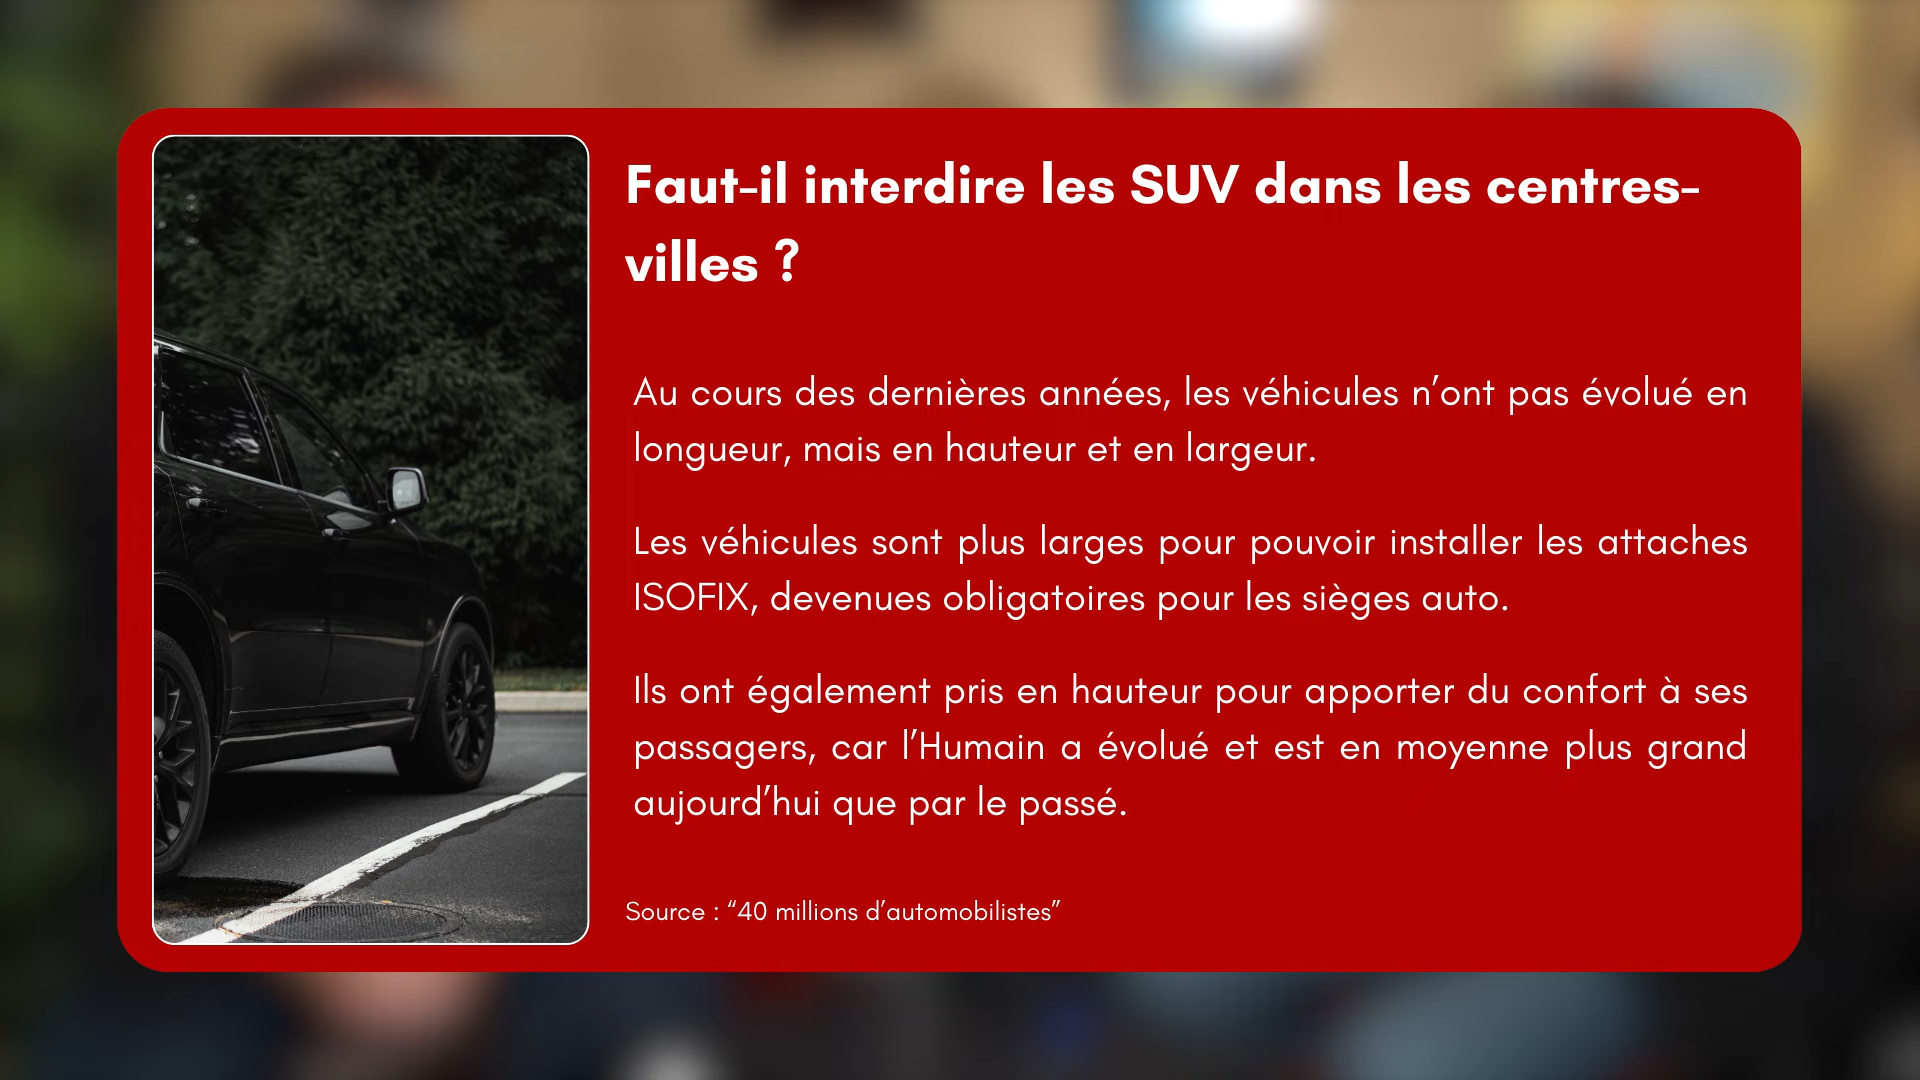 Faut-il interdire les SUV dans les centres-
villes ?
Au cours des dernières années, les véhicules n’ont pas évolué en
longueur, mais en hauteur et en largeur.
Les véhicules sont plus larges pour pouvoir installer les attaches
ISOFIX, devenues obligatoires pour les sièges auto.
Ils ont également pris en hauteur pour apporter du confort à ses
passagers, car l’Humain a évolué et est en moyenne plus grand
aujourd’hui que par le passé.
Source : “40 millions d’automobilistes”